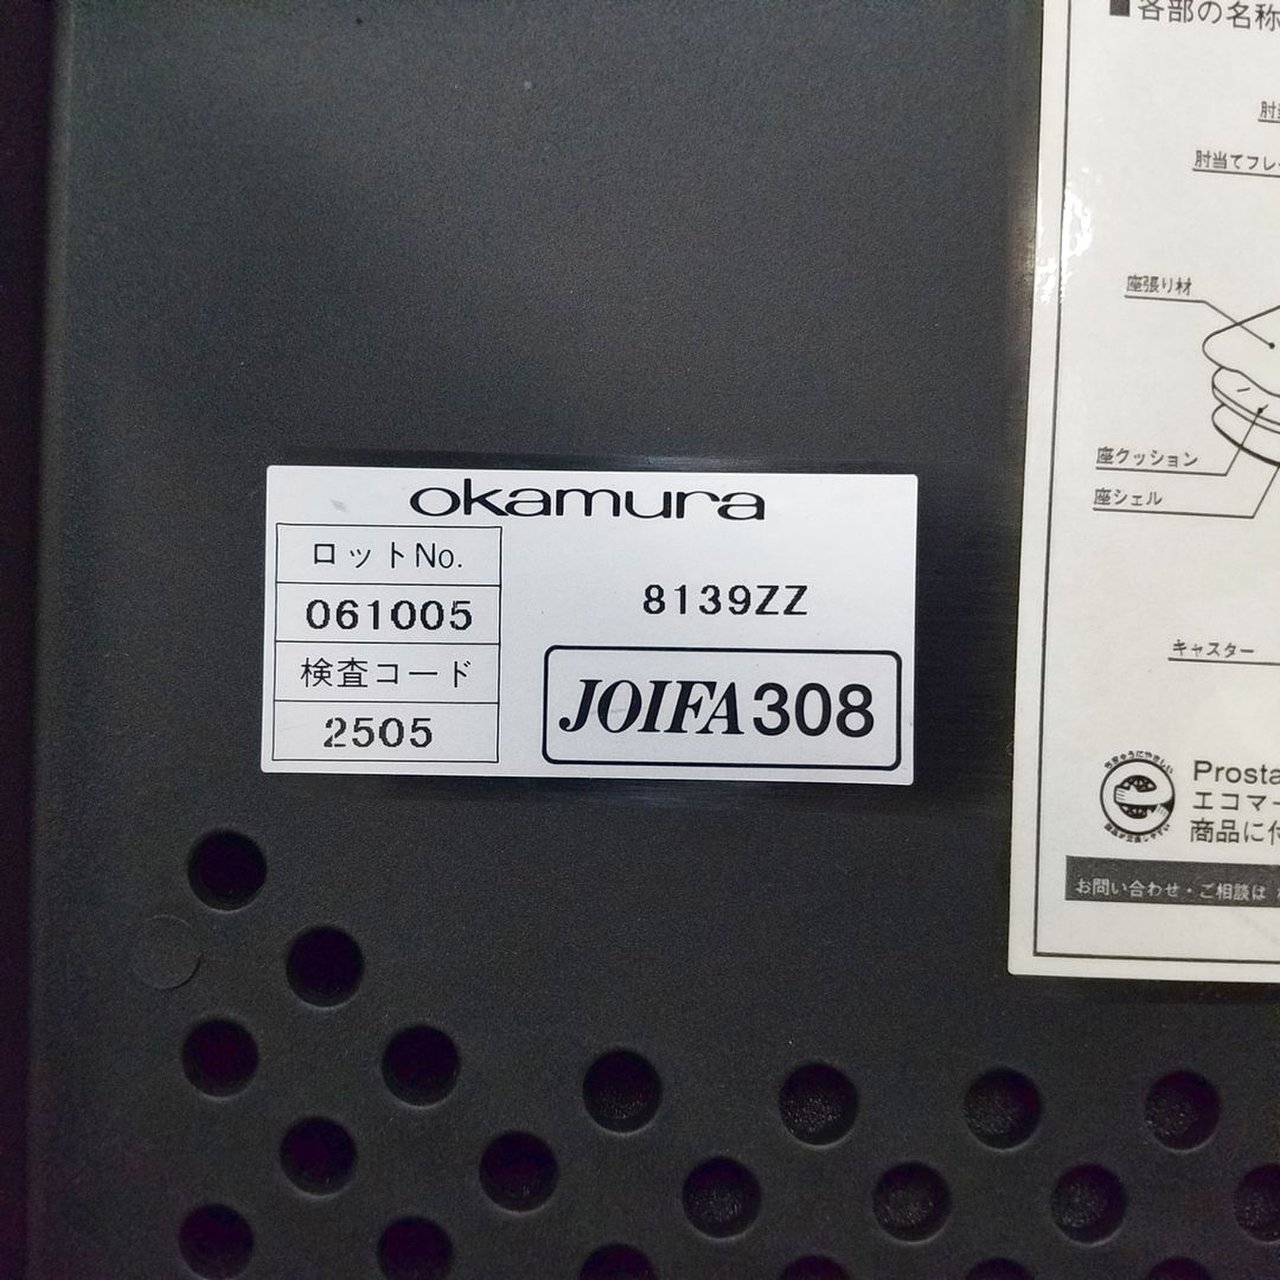 okamura
ロットNo.
061005
検査コード
2505
8139ZZ
JOIFA308
■各部の名称
肘当てフレ
座張り材
座クッション
座シェル
キャスター
Prosta
エコマー
商品に付
お問い合わせ・ご相談は